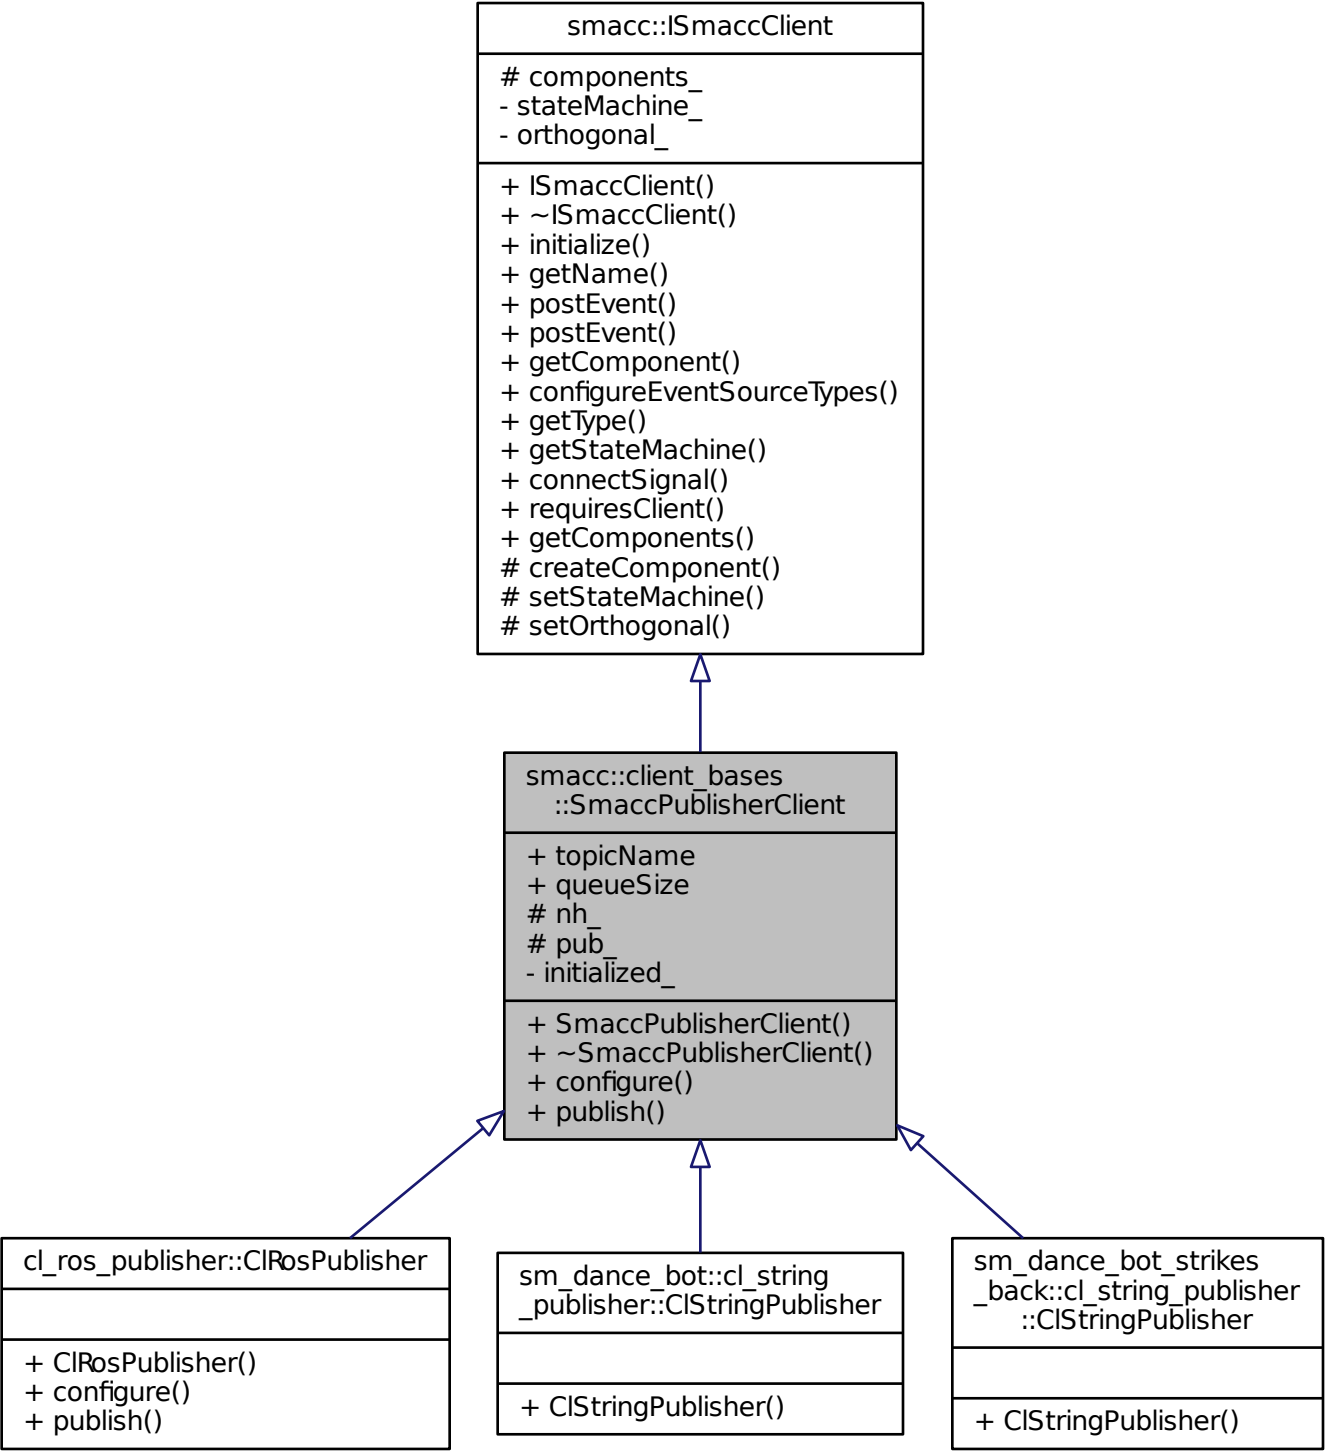 smacc::ISmaccClient
# components_
- stateMachine_
- orthogonal_
+ ISmaccClient()
+ ~ISmaccClient()
+ initialize()
+ getName()
+ postEvent()
+ postEvent()
+ getComponent()
+ configureEventSourceTypes()
+ getType()
+ getStateMachine()
+ connectSignal()
+ requiresClient()
+ getComponents()
# createComponent()
# setStateMachine()
# setOrthogonal()
smacc::client_bases
::SmaccPublisherClient
+ topicName
+ queueSize
# nh_
# pub_
- initialized_
+ SmaccPublisherClient()
+ ~SmaccPublisherClient()
+ configure()
+ publish()
cl_ros_publisher::ClRosPublisher
+ ClRosPublisher()
+ configure()
+ publish()
sm_dance_bot::cl_string
_publisher::ClStringPublisher
+ ClStringPublisher()
sm_dance_bot_strikes
_back::cl_string_publisher
::ClStringPublisher
+ ClStringPublisher()